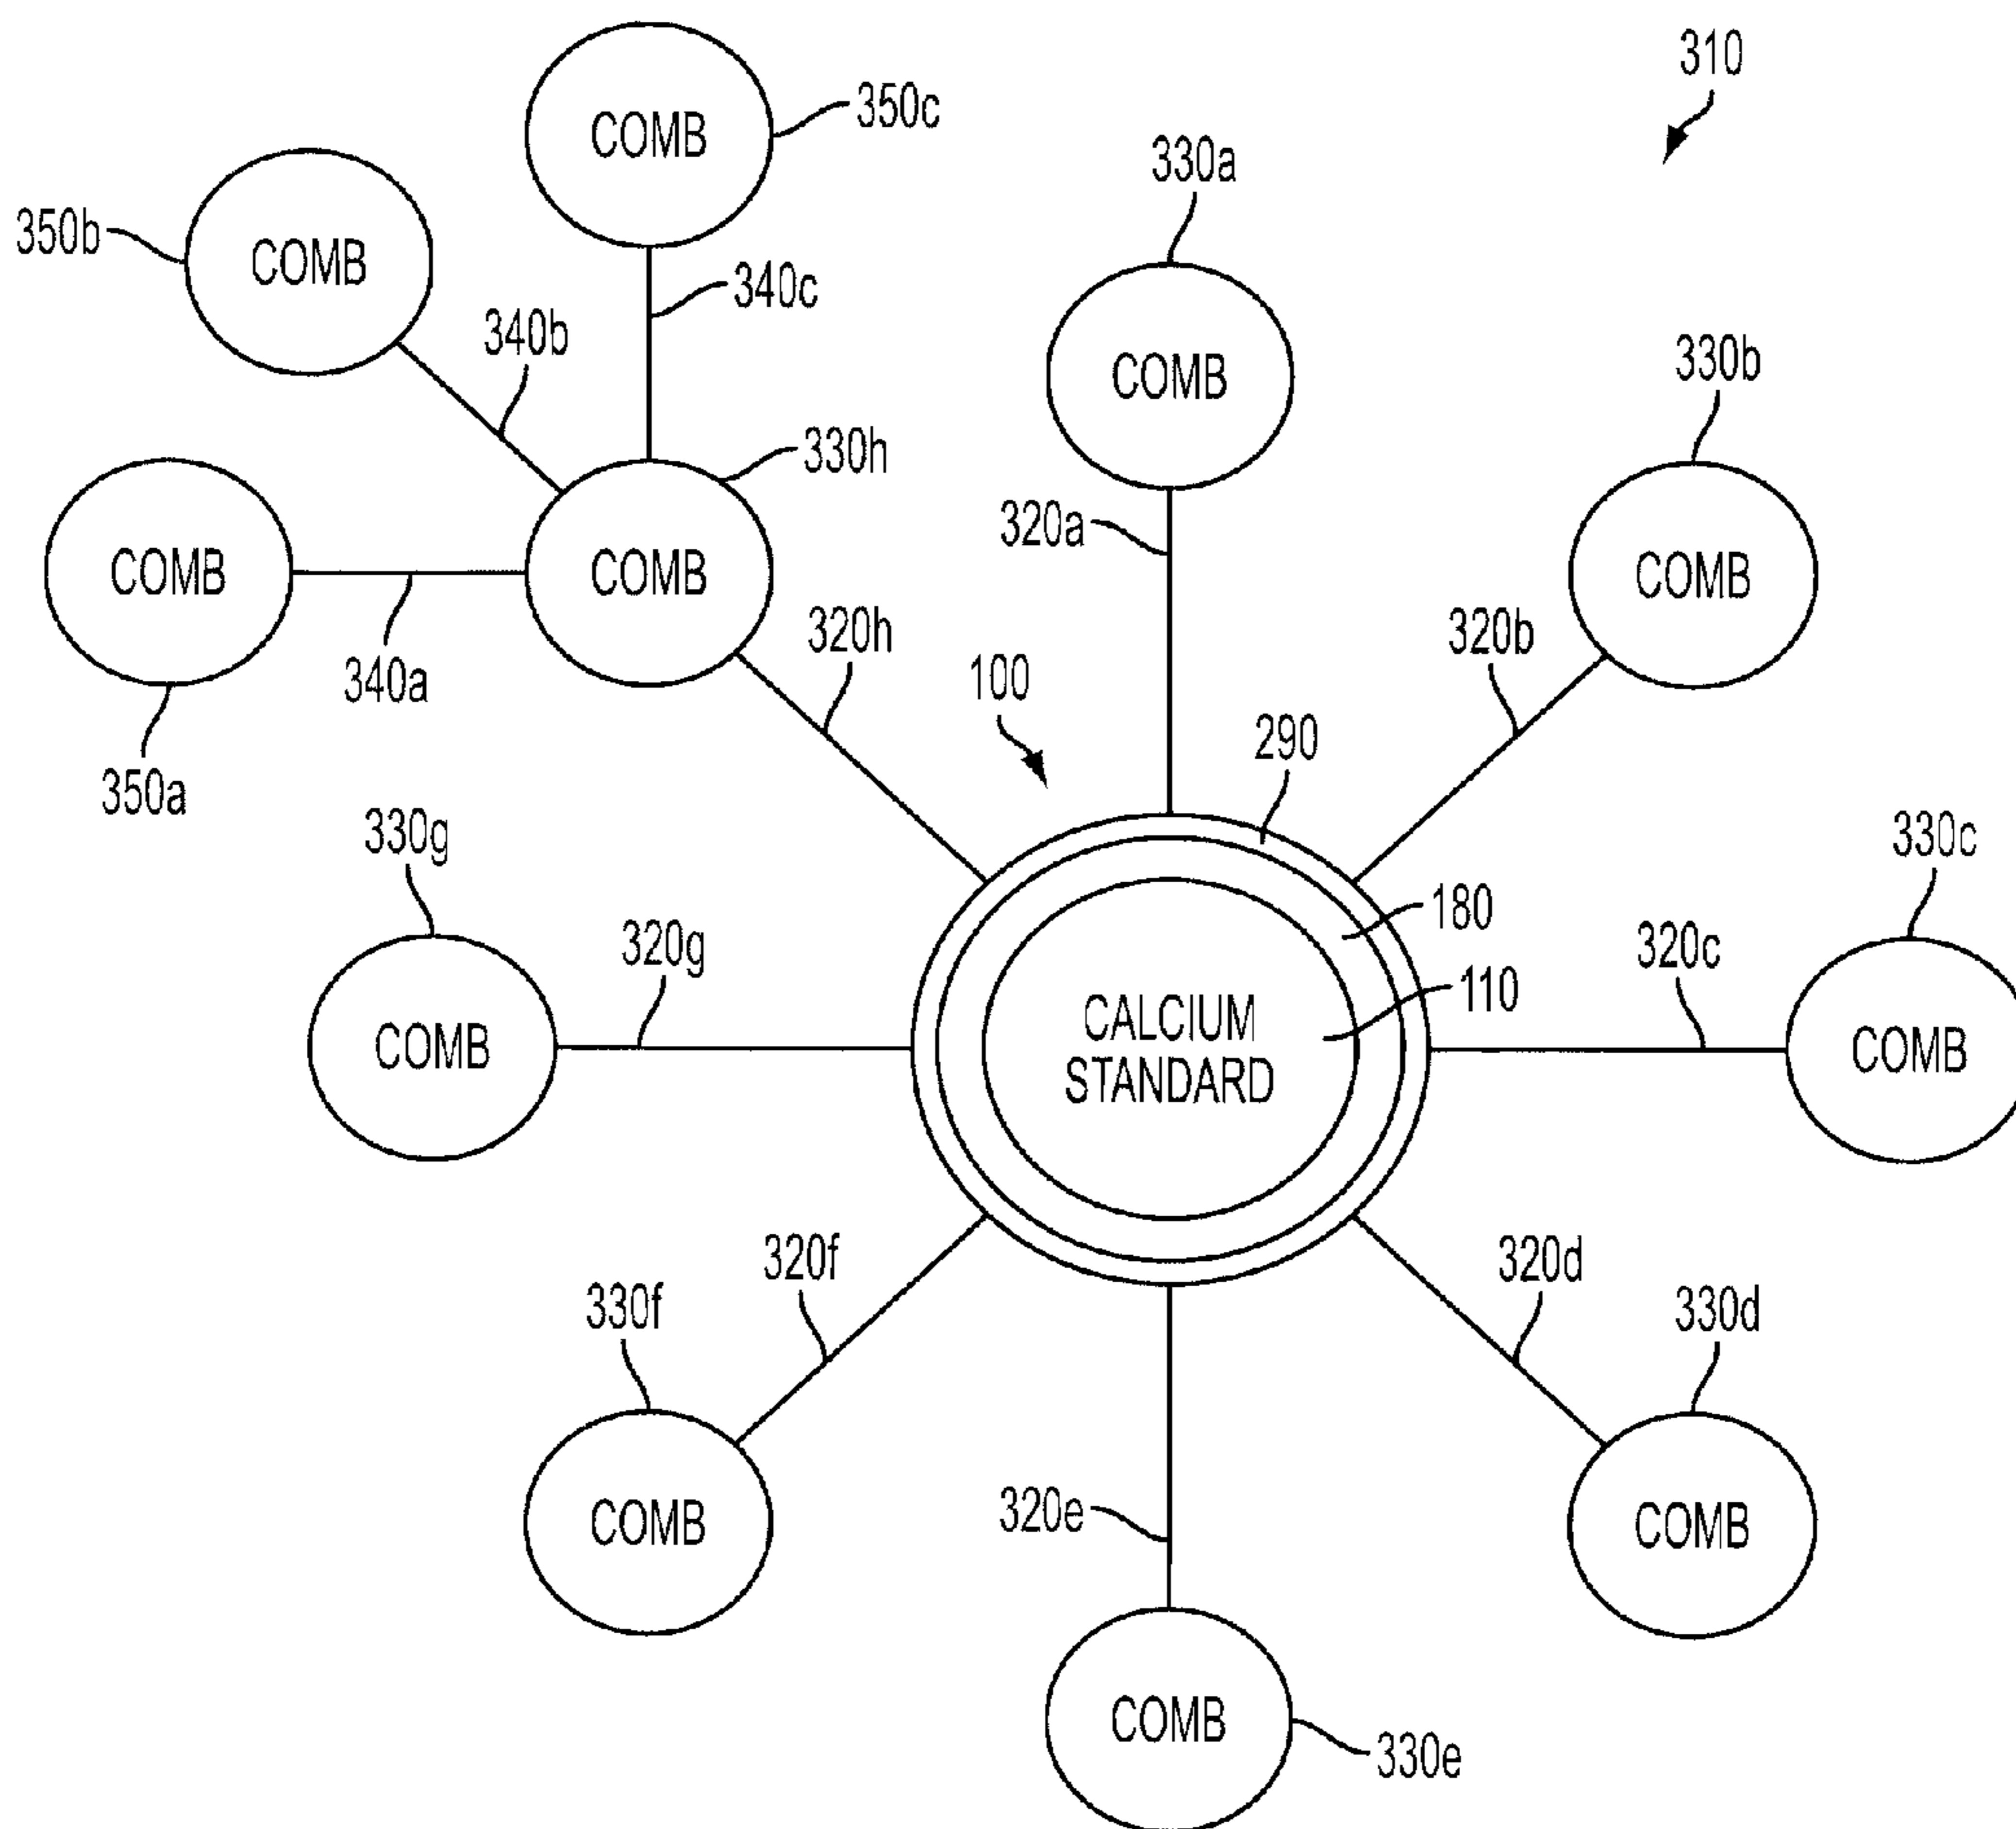 310
350c
COMB
330a
350b
COMB
340c
340b
330b
COMB
330h
320a
COMB
COMB
COMB
340a
320h
320b
100
290
350a
330g
330c
180
320g
320c
110
CALCIUM
STANDARD
COMB
COMB
320f
320d
330f
330d
320e
COMB
COMB
COMB
330e